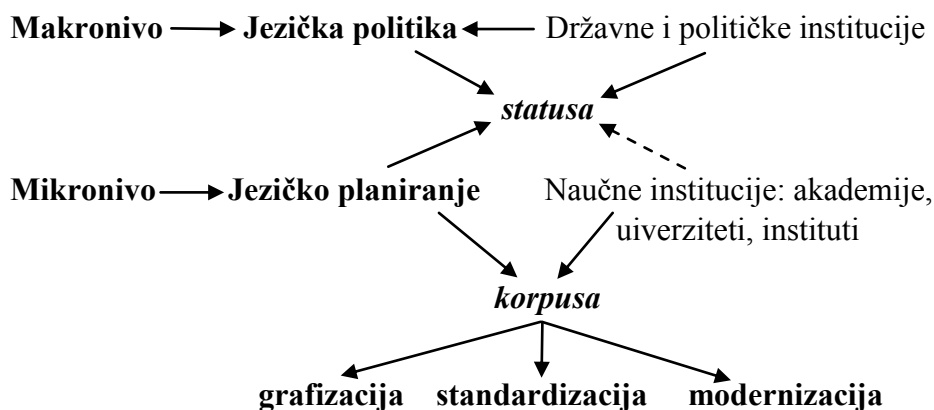 Makronivo Jezička politika Državne i političke institucije
statusa
Mikronivo Jezičko planiranje Naučne institucije: akademije,
uiverziteti, instituti
korpusa
grafizacija standardizacija modernizacija